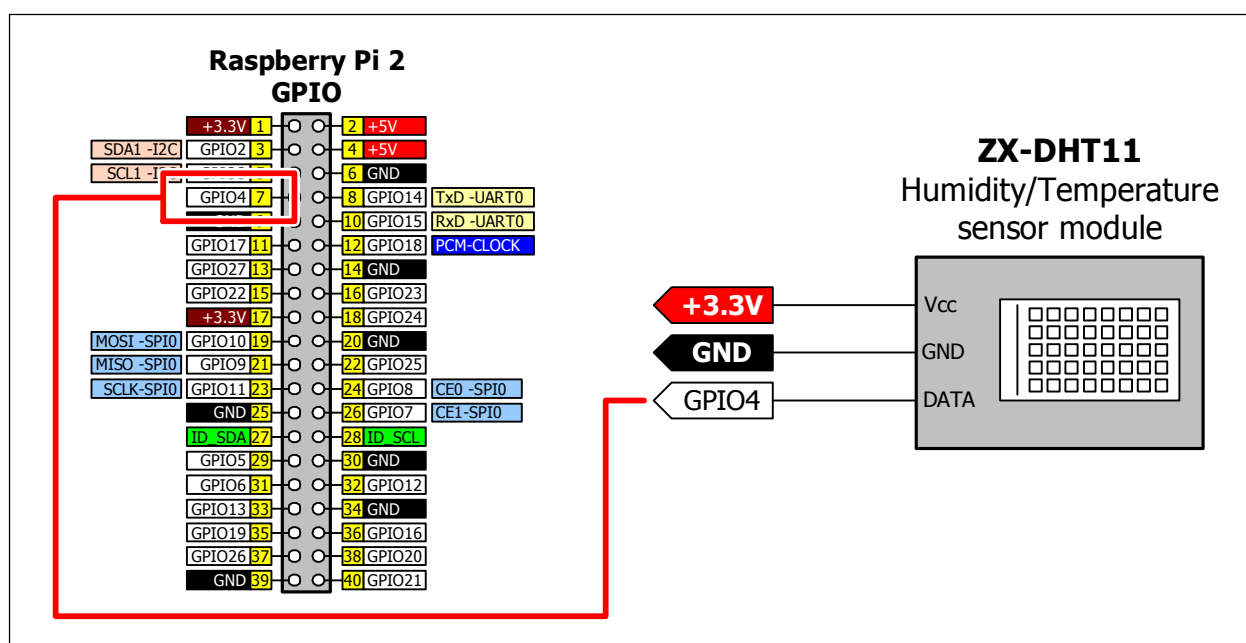 Raspberry Pi 2
GPIO
+3.3V 1 2 +5V
SDA1 -I2C GPIO2 3 4 +5V
SCL1 6 GND
GPIO4 7 8 GPIO14 TxD -UART0
10 GPIO15 RxD -UART0
GPIO17 11 12 GPIO18 PCM-CLOCK
GPIO27 13 14 GND
GPIO22 15 16 GPIO23
+3.3V 17 18 GPIO24
MOSI -SPI0 GPIO10 19 20 GND
MISO -SPI0 GPIO9 21 22 GPIO25
SCLK-SPI0 GPIO11 23 24 GPIO8 CE0 -SPI0
GND 25 26 GPIO7 CE1-SPI0
ID_SDA 27 28 ID_SCL
GPIO5 29 30 GND
GPIO6 31 32 GPIO12
GPIO13 33 34 GND
GPIO19 35 36 GPIO16
GPIO26 37 38 GPIO20
GND 39 40 GPIO21
ZX-DHT11
Humidity/Temperature
sensor module
+3.3V Vcc
GND GND
GPIO4 DATA